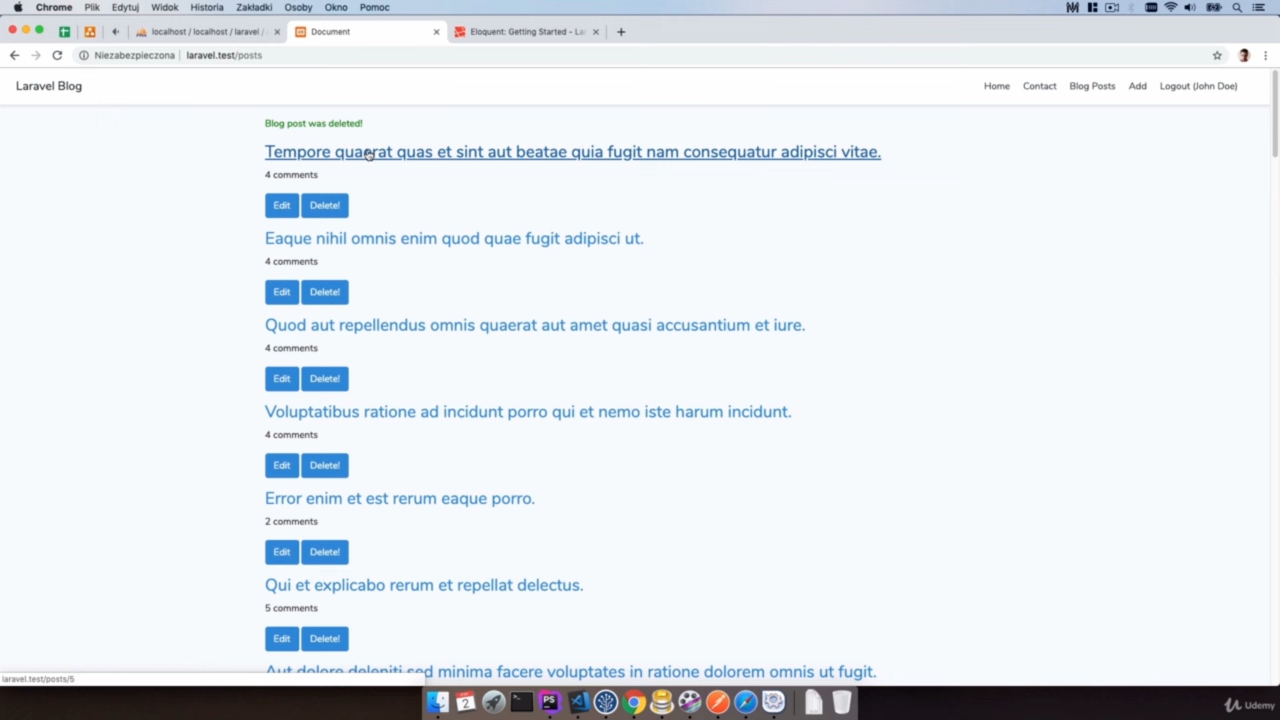 Chrome Plik Edytuj Widok Historia Zakładki Osoby Okno Pomoc
localhost / localhost / laravel / Document Eloquent: Getting Started - La
Niezabezpieczona laravel.test/posts
Laravel Blog Home Contact Blog Posts Add Logout (John Doe)
Blog post was deleted!
Tempore quaerat quas et sint aut beatae quia fugit nam consequatur adipisci vitae.
4 comments
Edit Delete!
Eaque nihil omnis enim quod quae fugit adipisci ut.
4 comments
Edit Delete!
Quod aut repellendus omnis quaerat aut amet quasi accusantium et iure.
4 comments
Edit Delete!
Voluptatibus ratione ad incidunt porro qui et nemo iste harum incidunt.
4 comments
Edit Delete!
Error enim et est rerum eaque porro.
2 comments
Edit Delete!
Qui et explicabo rerum et repellat delectus.
5 comments
Edit Delete!
Aut dolore deleniti sed minima facere voluptates in ratione dolorem omnis ut fugit.
laravel.test/posts/5
2
PS
Udemy